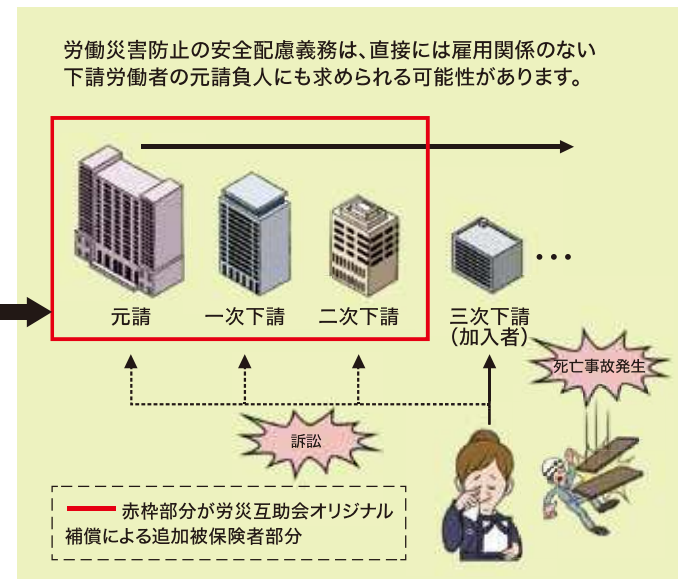 労働災害防止の安全配慮義務は、直接には雇用関係のない
下請労働者の元請負人にも求められる可能性があります。
元請
一次下請
二次下請
三次下請
(加入者)
・・・
死亡事故発生
訴訟
赤枠部分が労災互助会オリジナル
補償による追加被保険者部分